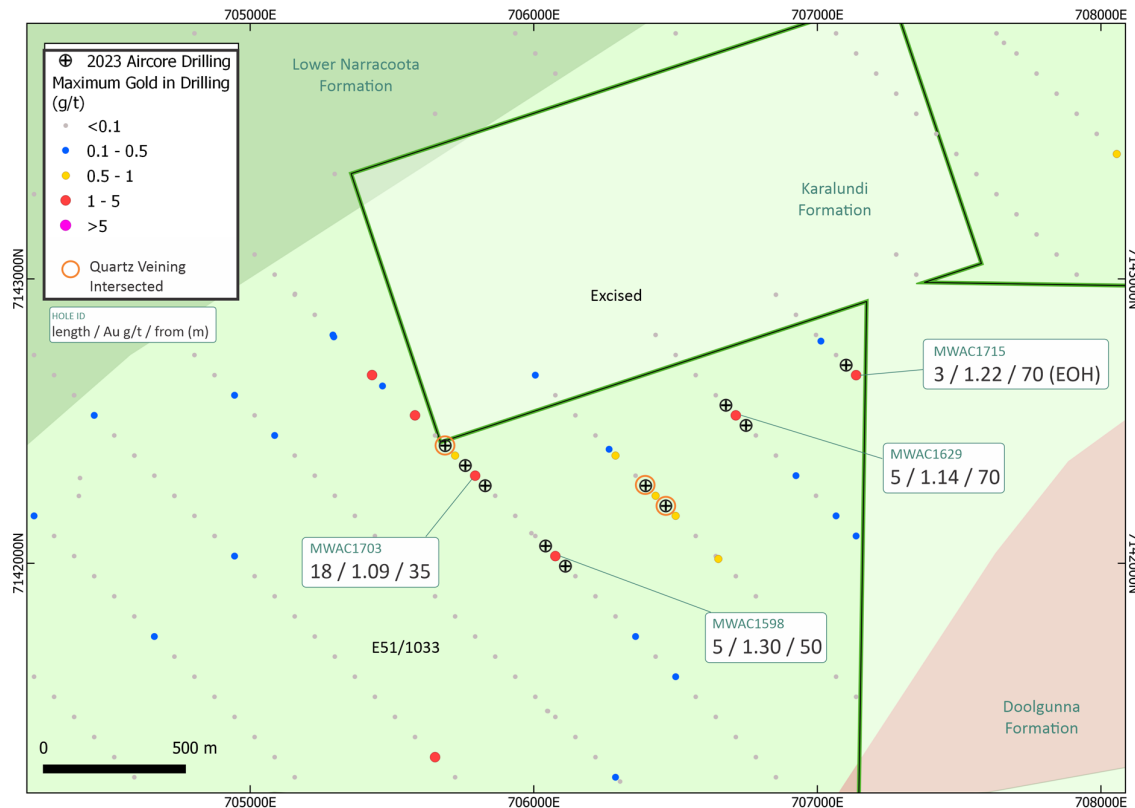 705000E
706000E
707000E
708000E
2023 Aircore Drilling
Maximum Gold in Drilling
(g/t)
<0.1
0.1 - 0.5
0.5 - 1
1 - 5
>5
Quartz Veining
Intersected
HOLE ID
length / Au g/t / from (m)
Lower Narracoota
Formation
Karalundi
Formation
Excised
7143000N
MWAC1715
3 / 1.22 / 70 (EOH)
MWAC1629
5 / 1.14 / 70
MWAC1703
18 / 1.09 / 35
7142000N
7142000N
MWAC1598
5 / 1.30 / 50
E51/1033
Doolgunna
Formation
0
500 m
705000E
706000E
707000E
708000E